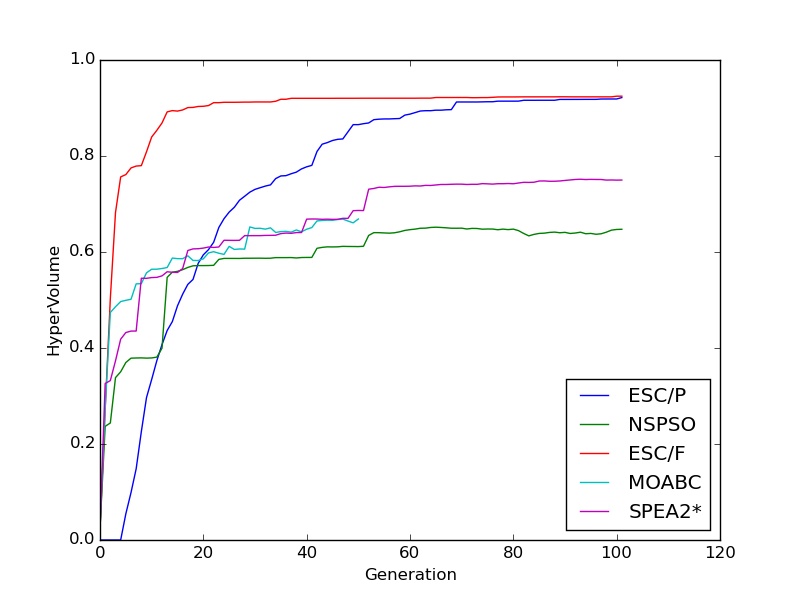 1.0
0.8
0.6
0.4
0.2
0.0
HyperVolume
0 20 40 60 80 100 120
Generation
ESC/P
NSPSO
ESC/F
MOABC
SPEA2*